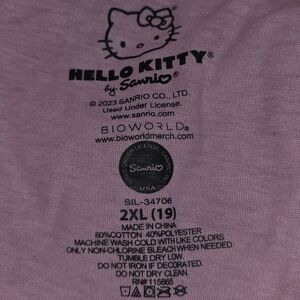 HELLO KITTY®
by Sanrio®
© 2023 SANRIO CO., LTD.
Used Under License.
www.sanrio.com
BIOWORLD®
www.bioworldmerch.com
UNDER LICENSE
Sanrio
USA
SIL-34706
2XL (19)
MADE IN CHINA
60%COTTON 40%POLYESTER
MACHINE WASH COLD WITH LIKE COLORS
ONLY NON-CHLORINE BLEACH WHEN NEEDED
TUMBLE DRY LOW
DO NOT IRON IF DECORATED.
DO NOT DRY CLEAN
RN# 115665